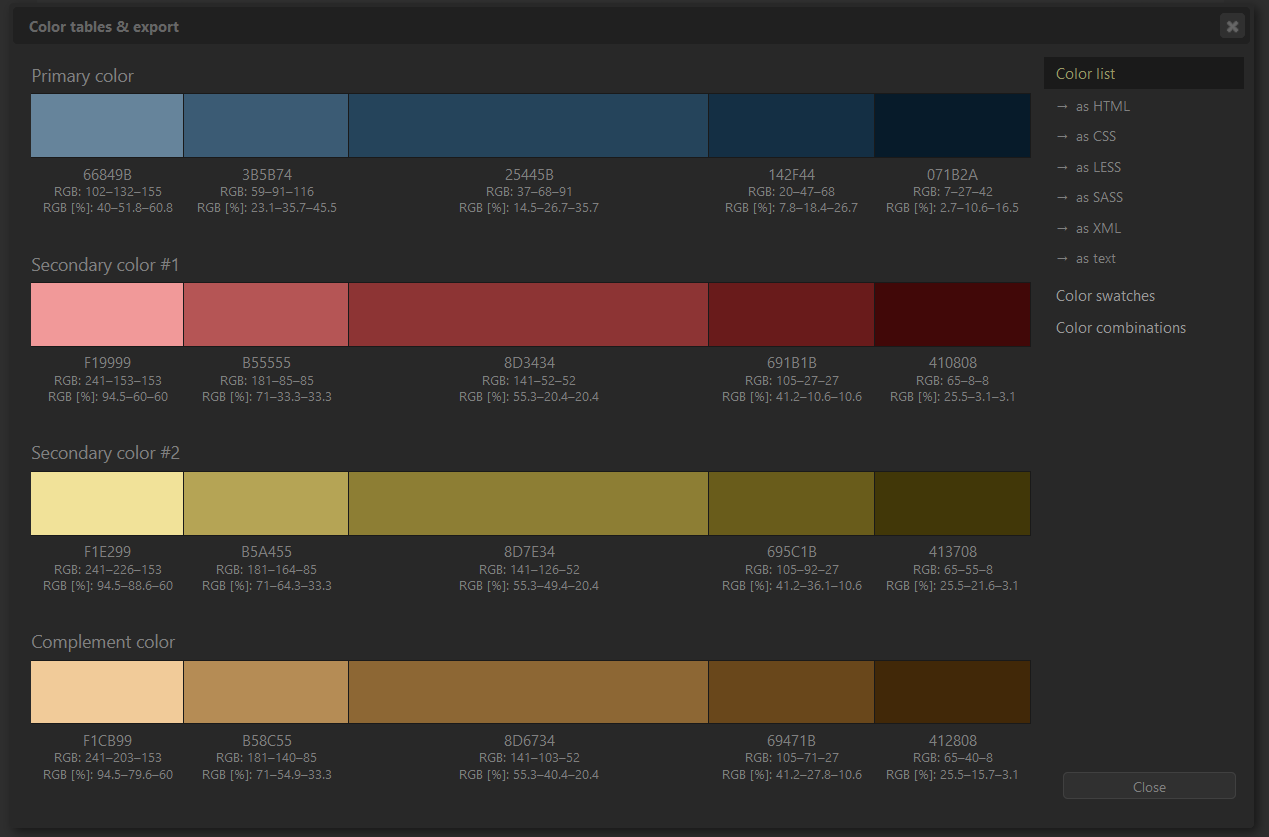 Color tables & export
Primary color
66849B
RGB: 102–132–155
RGB [%]: 40–51.8–60.8
3B5B74
RGB: 59–91–116
RGB [%]: 23.1–35.7–45.5
25445B
RGB: 37–68–91
RGB [%]: 14.5–26.7–35.7
142F44
RGB: 20–47–68
RGB [%]: 7.8–18.4–26.7
071B2A
RGB: 7–27–42
RGB [%]: 2.7–10.6–16.5
Secondary color #1
F19999
RGB: 241–153–153
RGB [%]: 94.5–60–60
B55555
RGB: 181–85–85
RGB [%]: 71–33.3–33.3
8D3434
RGB: 141–52–52
RGB [%]: 55.3–20.4–20.4
691B1B
RGB: 105–27–27
RGB [%]: 41.2–10.6–10.6
410808
RGB: 65–8–8
RGB [%]: 25.5–3.1–3.1
Secondary color #2
F1E299
RGB: 241–226–153
RGB [%]: 94.5–88.6–60
B5A455
RGB: 181–164–85
RGB [%]: 71–64.3–33.3
8D7E34
RGB: 141–126–52
RGB [%]: 55.3–49.4–20.4
695C1B
RGB: 105–92–27
RGB [%]: 41.2–36.1–10.6
413708
RGB: 65–55–8
RGB [%]: 25.5–21.6–3.1
Complement color
F1CB99
RGB: 241–203–153
RGB [%]: 94.5–79.6–60
B58C55
RGB: 181–140–85
RGB [%]: 71–54.9–33.3
8D6734
RGB: 141–103–52
RGB [%]: 55.3–40.4–20.4
69471B
RGB: 105–71–27
RGB [%]: 41.2–27.8–10.6
412808
RGB: 65–40–8
RGB [%]: 25.5–15.7–3.1
Color list
→ as HTML
→ as CSS
→ as LESS
→ as SASS
→ as XML
→ as text
Color swatches
Color combinations
Close